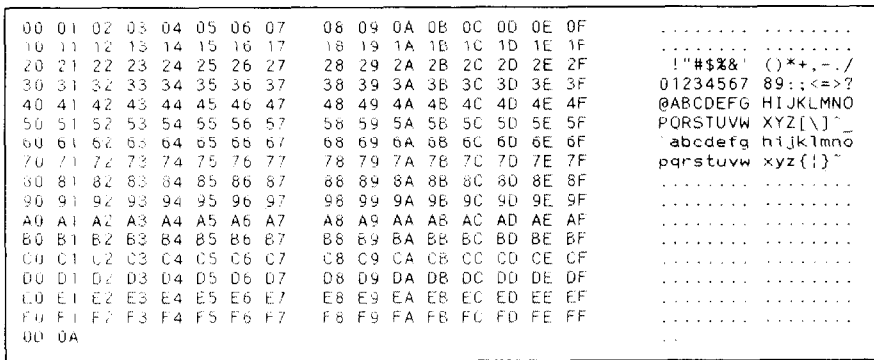 00 01 02 03 04 05 06 07 08 09 0A 0B 0C 0D 0E 0F ........ ........
10 11 12 13 14 15 16 17 18 19 1A 1B 1C 1D 1E 1F ........ ........
20 21 22 23 24 25 26 27 28 29 2A 2B 2C 2D 2E 2F !"#$%&' ()*+,-./
30 31 32 33 34 35 36 37 38 39 3A 3B 3C 3D 3E 3F 01234567 89:;<=>?
40 41 42 43 44 45 46 47 48 49 4A 4B 4C 4D 4E 4F @ABCDEFG HIJKLMNO
50 51 52 53 54 55 56 57 58 59 5A 5B 5C 5D 5E 5F PQRSTUVW XYZ[\]^_
60 61 62 63 64 65 66 67 68 69 6A 6B 6C 6D 6E 6F `abcdefg hijklmno
70 71 72 73 74 75 76 77 78 79 7A 7B 7C 7D 7E 7F pqrstuvw xyz{|}~
80 81 82 83 84 85 86 87 88 89 8A 8B 8C 8D 8E 8F ........ ........
90 91 92 93 94 95 96 97 98 99 9A 9B 9C 9D 9E 9F ........ ........
A0 A1 A2 A3 A4 A5 A6 A7 A8 A9 AA AB AC AD AE AF ........ ........
B0 B1 B2 B3 B4 B5 B6 B7 B8 B9 BA BB BC BD BE BF ........ ........
C0 C1 C2 C3 C4 C5 C6 C7 C8 C9 CA CB CC CD CE CF ........ ........
D0 D1 D2 D3 D4 D5 D6 D7 D8 D9 DA DB DC DD DE DF ........ ........
E0 E1 E2 E3 E4 E5 E6 E7 E8 E9 EA EB EC ED EE EF ........ ........
F0 F1 F2 F3 F4 F5 F6 F7 F8 F9 FA FB FC FD FE FF ........ ........
00 0A ..